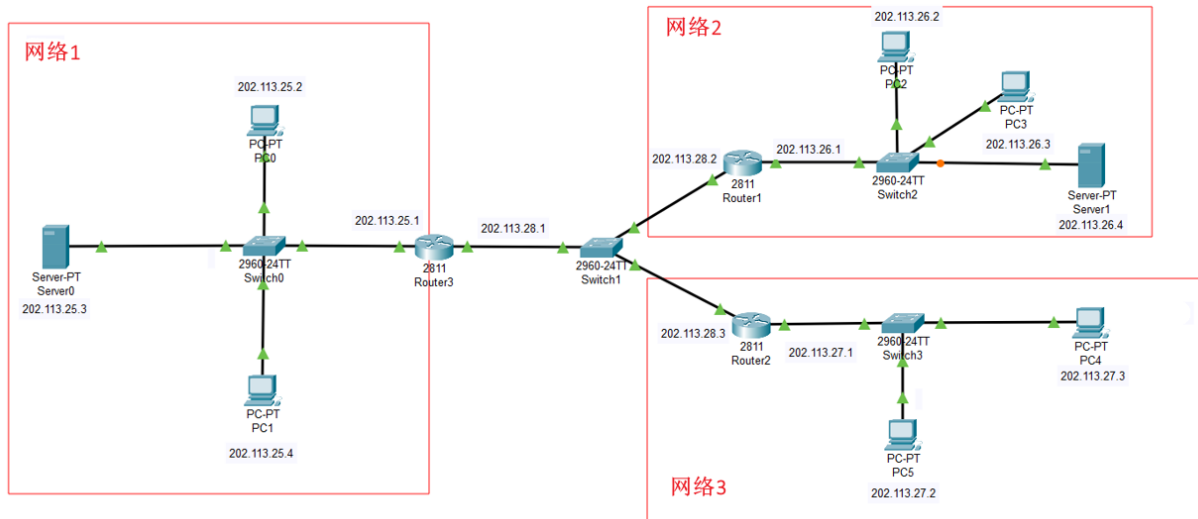 网络1
202.113.25.2
PC-PT
PC0
202.113.25.1
202.113.28.1
Server-PT
Server0
202.113.25.3
2960-24TT
Switch0
2811
Router3
2960-24TT
Switch1
PC-PT
PC1
202.113.25.4
网络2
202.113.26.2
PC-PT
PC2
PC-PT
PC3
202.113.28.2
202.113.26.1
202.113.26.3
2811
Router1
2960-24TT
Switch2
Server-PT
Server1
202.113.26.4
202.113.28.3
2811
Router2
202.113.27.1
2960-24TT
Switch3
PC-PT
PC4
202.113.27.3
PC-PT
PC5
202.113.27.2
网络3